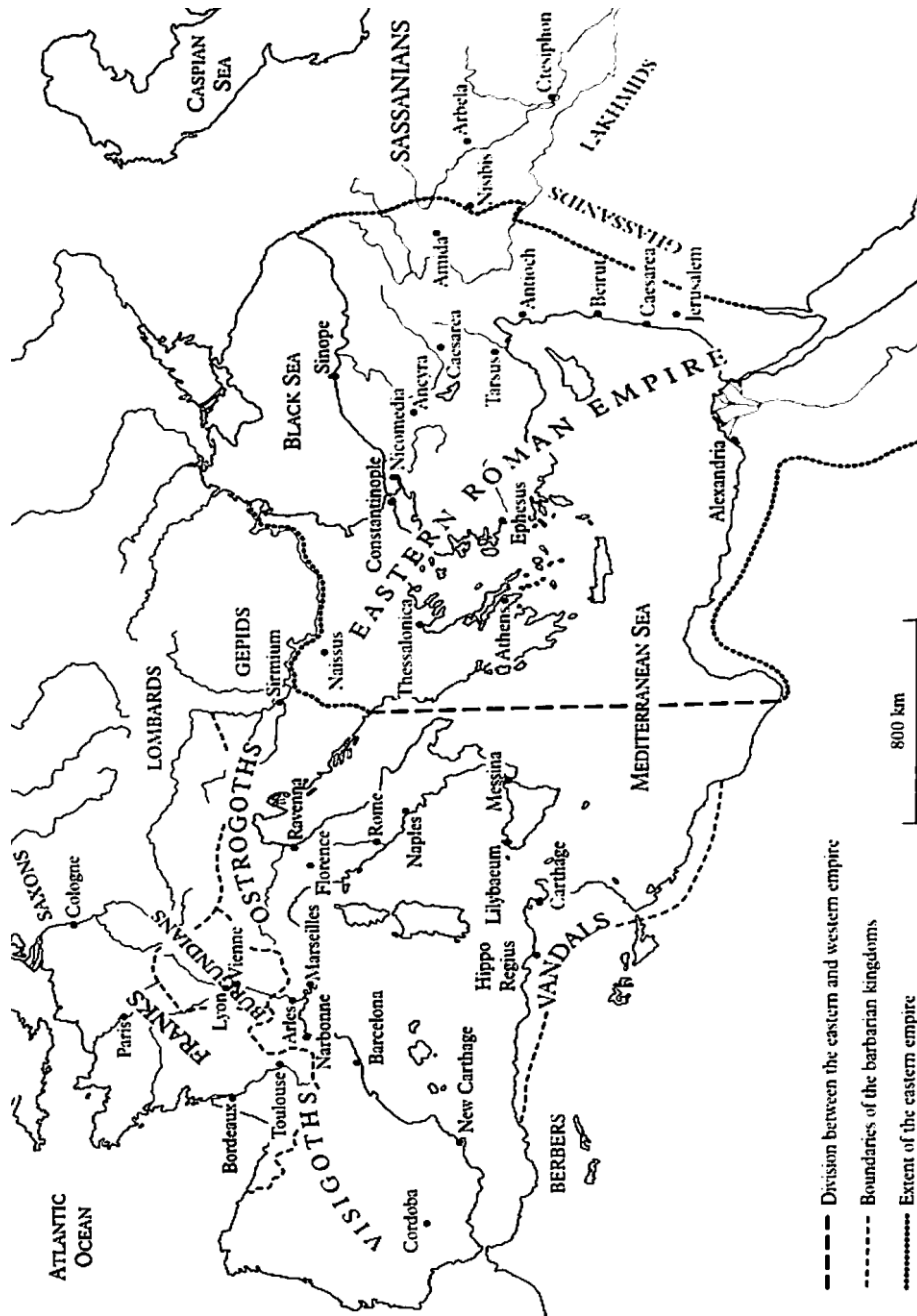 ATLANTIC
OCEAN
SAXONS
Cologne
Paris
FRANKS
BURGUNDIANS
Lyon
Vienne
Bordeaux
Toulouse
Arles
Marseilles
Narbonne
VISIGOTHS
Barcelona
New Carthage
Cordoba
LOMBARDS
GEPIDS
Sirmium
OSTROGOTHS
Ravenna
Florence
Rome
Naples
Messina
Lilybaeum
Carthage
Hippo
Regius
VANDALS
BERBERS
Naissus
Thessalonica
Athens
EASTERN ROMAN EMPIRE
Constantinople
Nicomedia
Ancyra
Caesarea
Sinope
BLACK SEA
Ephesus
Tarsus
Antioch
Beirut
Caesarea
Jerusalem
Alexandria
MEDITERRANEAN SEA
CASPIAN
SEA
SASSANIANS
Amida
Nisibis
Arbela
Ctesiphon
LAKHMIDS
GHASSANIDS
Division between the eastern and western empire
Boundaries of the barbarian kingdoms
Extent of the eastern empire
800 km